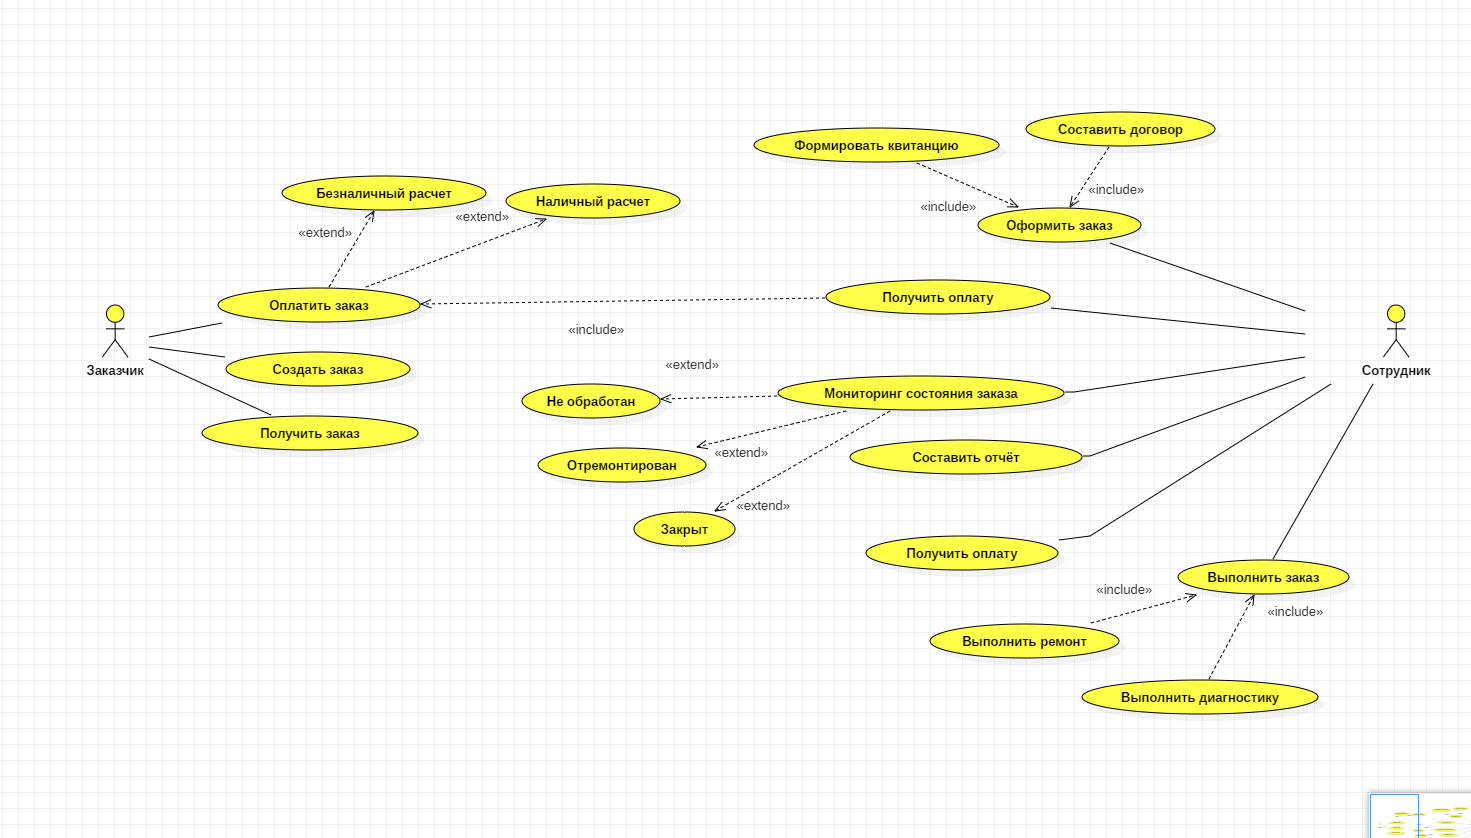 Составить договор
Формировать квитанцию
«include»
«include»
Безналичный расчет
Наличный расчет
«extend»
«extend»
Оформить заказ
Оплатить заказ
Получить оплату
«include»
Заказчик
Сотрудник
Создать заказ
«extend»
Не обработан
Мониторинг состояния заказа
Получить заказ
«extend»
Отремонтирован
Составить отчёт
«extend»
Закрыт
Получить оплату
Выполнить заказ
«include»
«include»
Выполнить ремонт
Выполнить диагностику